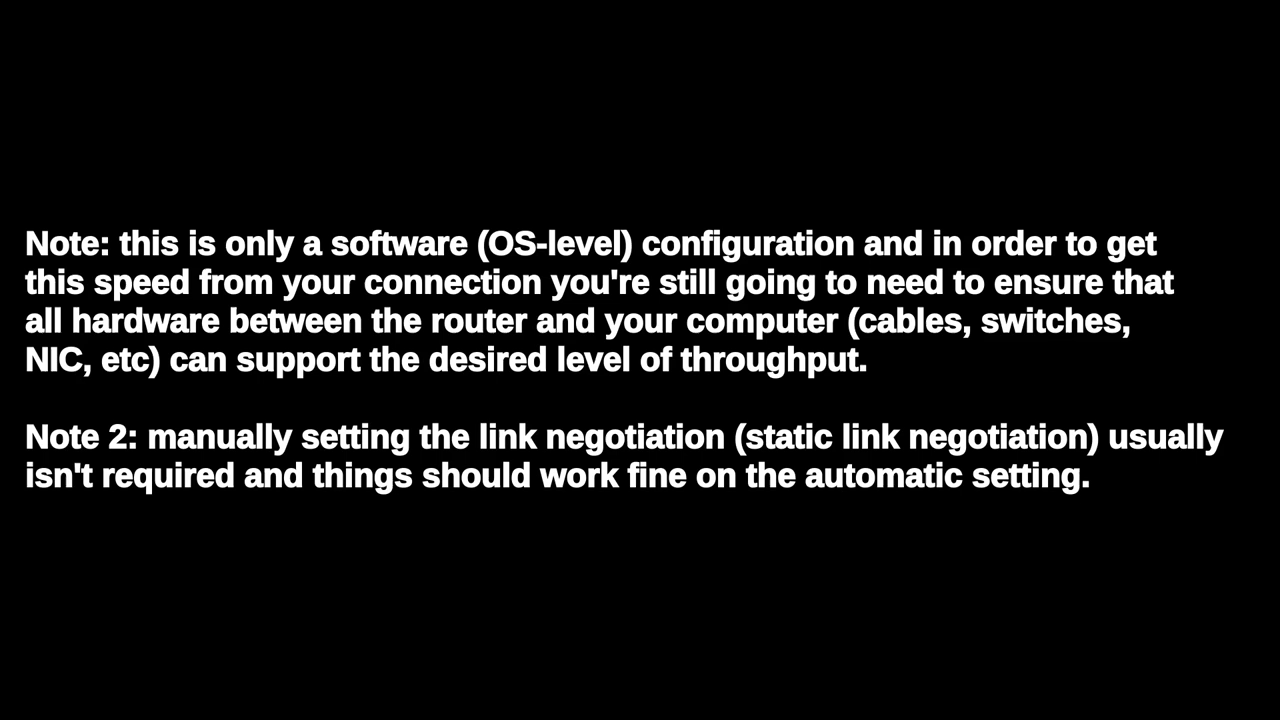 Note: this is only a software (OS-level) configuration and in order to get
this speed from your connection you're still going to need to ensure that
all hardware between the router and your computer (cables, switches,
NIC, etc) can support the desired level of throughput.
Note 2: manually setting the link negotiation (static link negotiation) usually
isn't required and things should work fine on the automatic setting.